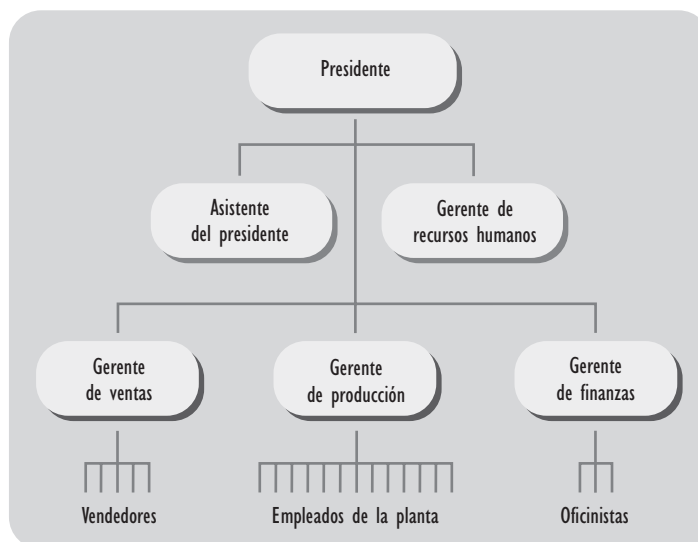 Presidente
Asistente
del presidente
Gerente de
recursos humanos
Gerente
de ventas
Gerente
de producción
Gerente
de finanzas
Vendedores
Empleados de la planta
Oficinistas